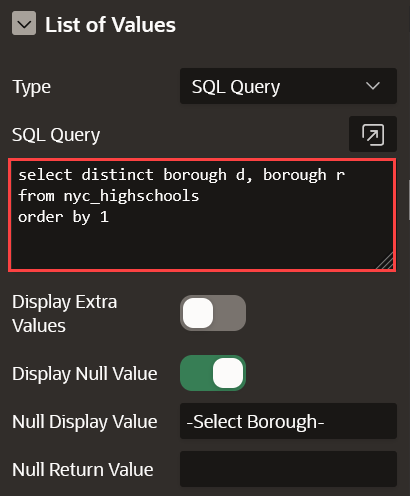 List of Values
Type
SQL Query
SQL Query
select distinct borough d, borough r
from nyc_highschools
order by 1
Display Extra
Values
Display Null Value
Null Display Value
-Select Borough-
Null Return Value